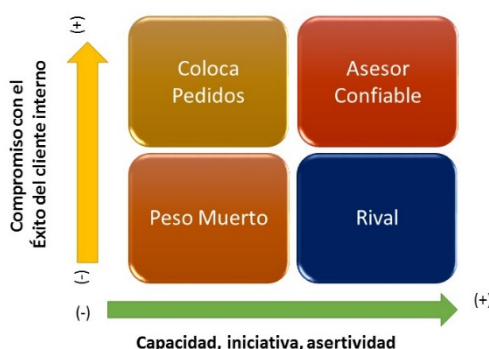 Compromiso con el
Éxito del cliente interno
(+)
(-)
Coloca
Pedidos
Asesor
Confiable
Peso Muerto
Rival
(-)
(+)
Capacidad, iniciativa, asertividad